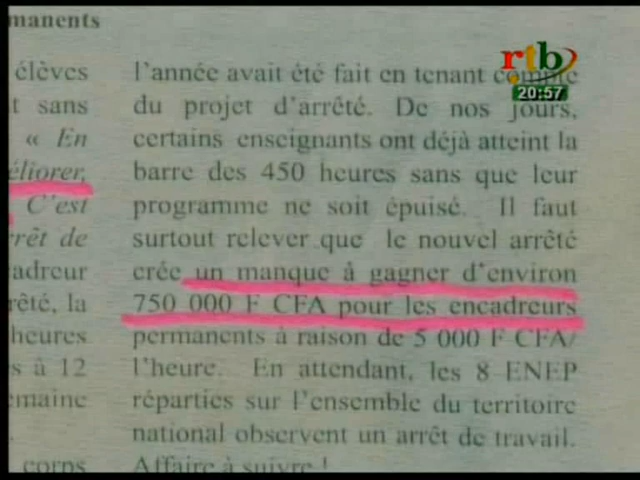 manents
élèves
t sans
« En
éliorer,
C'est
rrêt de
adreur
rêté, la
heures
s à 12
emaine
corps
l'année avait été fait en tenant compte
du projet d'arrêté. De nos jours,
certains enseignants ont déjà atteint la
barre des 450 heures sans que leur
programme ne soit épuisé. Il faut
surtout relever que le nouvel arrêté
crée un manque à gagner d'environ
750 000 F CFA pour les encadreurs
permanents à raison de 5 000 F CFA/
l'heure. En attendant, les 8 ENEP
réparties sur l'ensemble du territoire
national observent un arrêt de travail.
Affaire à suivre !
rtb
20:57